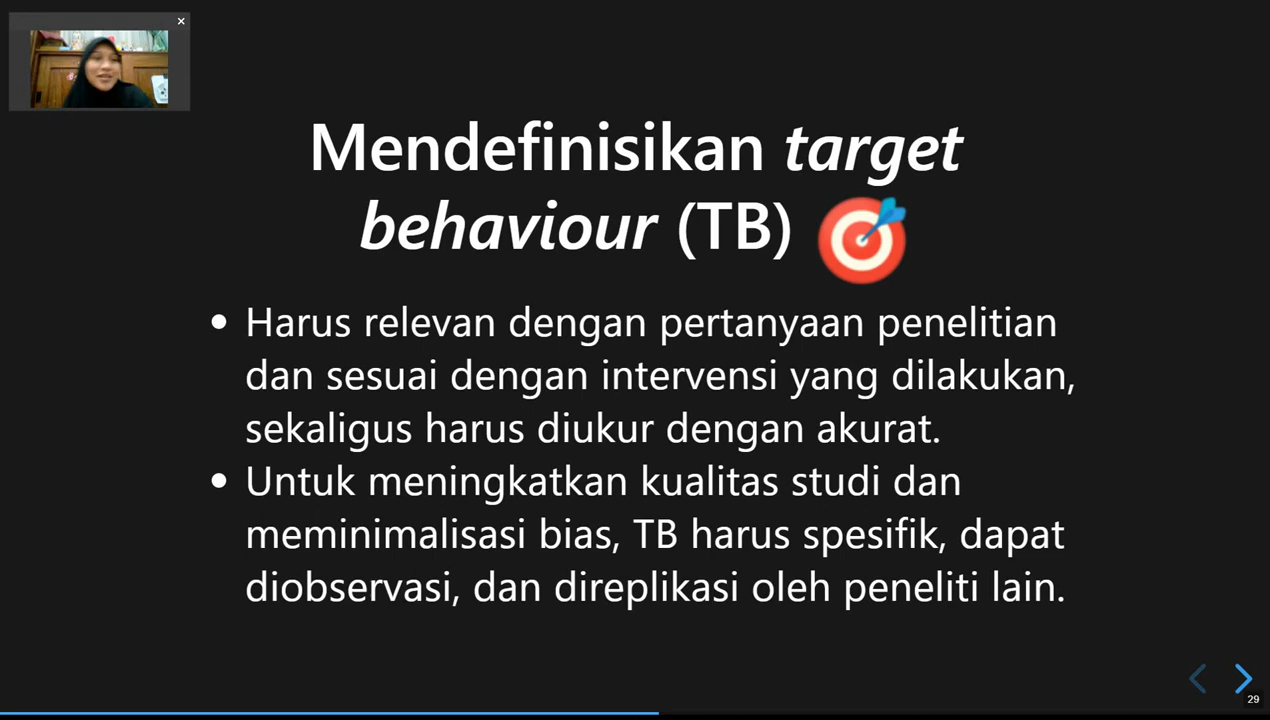 Mendefinisikan target
behaviour (TB)
Harus relevan dengan pertanyaan penelitian
dan sesuai dengan intervensi yang dilakukan,
sekaligus harus diukur dengan akurat.
Untuk meningkatkan kualitas studi dan
meminimalisasi bias, TB harus spesifik, dapat
diobservasi, dan direplikasi oleh peneliti lain.
29